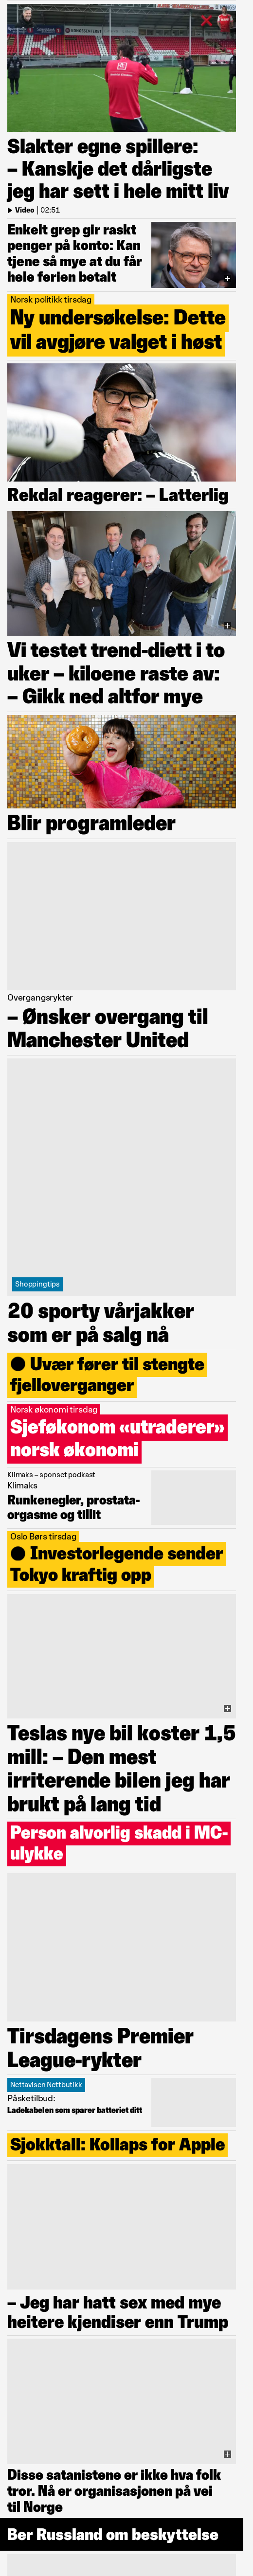 Slakter egne spillere:
– Kanskje det dårligste
jeg har sett i hele mitt liv
Video | 02:51
Enkelt grep gir raskt
penger på konto: Kan
tjene så mye at du får
hele ferien betalt
Norsk politikk tirsdag
Ny undersøkelse: Dette
vil avgjøre valget i høst
Rekdal reagerer: – Latterlig
Vi testet trend-diett i to
uker – kiloene raste av:
– Gikk ned altfor mye
Blir programleder
Overgangsrykter
– Ønsker overgang til
Manchester United
Shoppingtips
20 sporty vårjakker
som er på salg nå
Uvær fører til stengte
fjelloverganger
Norsk økonomi tirsdag
Sjeføkonom «utraderer»
norsk økonomi
Klimaks – sponset podkast
Klimaks
Runkenegler, prostata-
orgasme og tillit
Oslo Børs tirsdag
Investorlegende sender
Tokyo kraftig opp
Teslas nye bil koster 1,5
mill: – Den mest
irriterende bilen jeg har
brukt på lang tid
Person alvorlig skadd i MC-
ulykke
Tirsdagens Premier
League-rykter
Nettavisen Nettbutikk
Påsketilbud:
Ladekabelen som sparer batteriet ditt
Sjokktall: Kollaps for Apple
– Jeg har hatt sex med mye
heitere kjendiser enn Trump
Disse satanistene er ikke hva folk
tror. Nå er organisasjonen på vei
til Norge
Ber Russland om beskyttelse